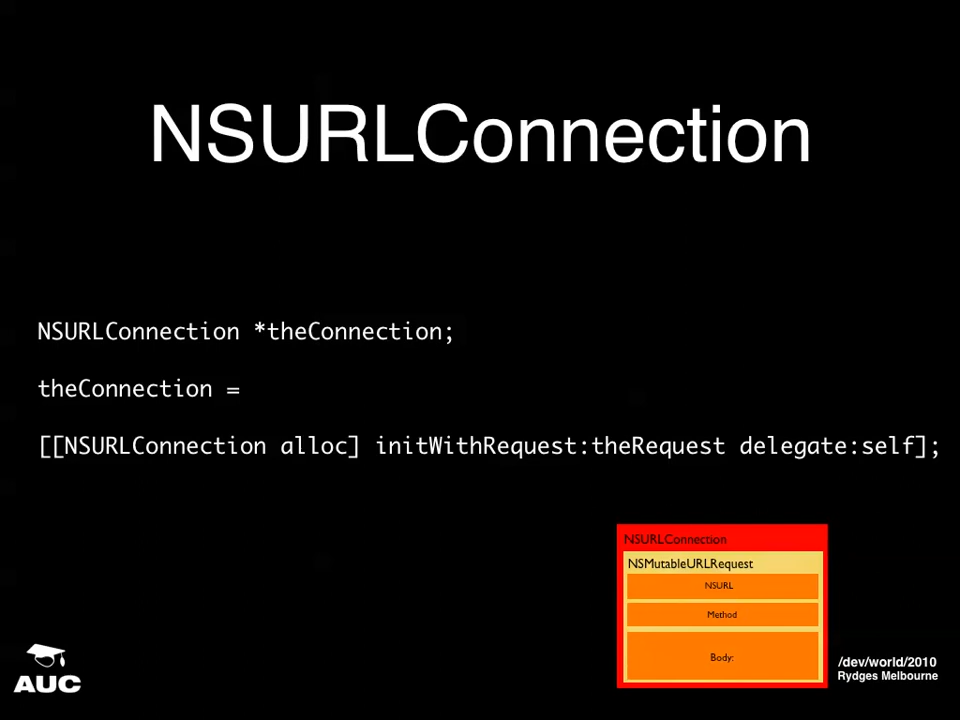 NSURLConnection
NSURLConnection *theConnection;
theConnection =
[[NSURLConnection alloc] initWithRequest:theRequest delegate:self];
NSURLConnection
NSMutableURLRequest
NSURL
Method
Body:
AUC
/dev/world/2010
Rydges Melbourne